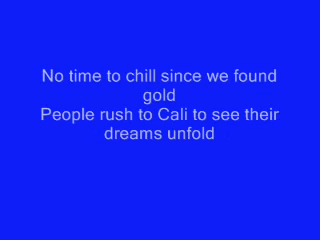 No time to chill since we found
gold
People rush to Cali to see their
dreams unfold